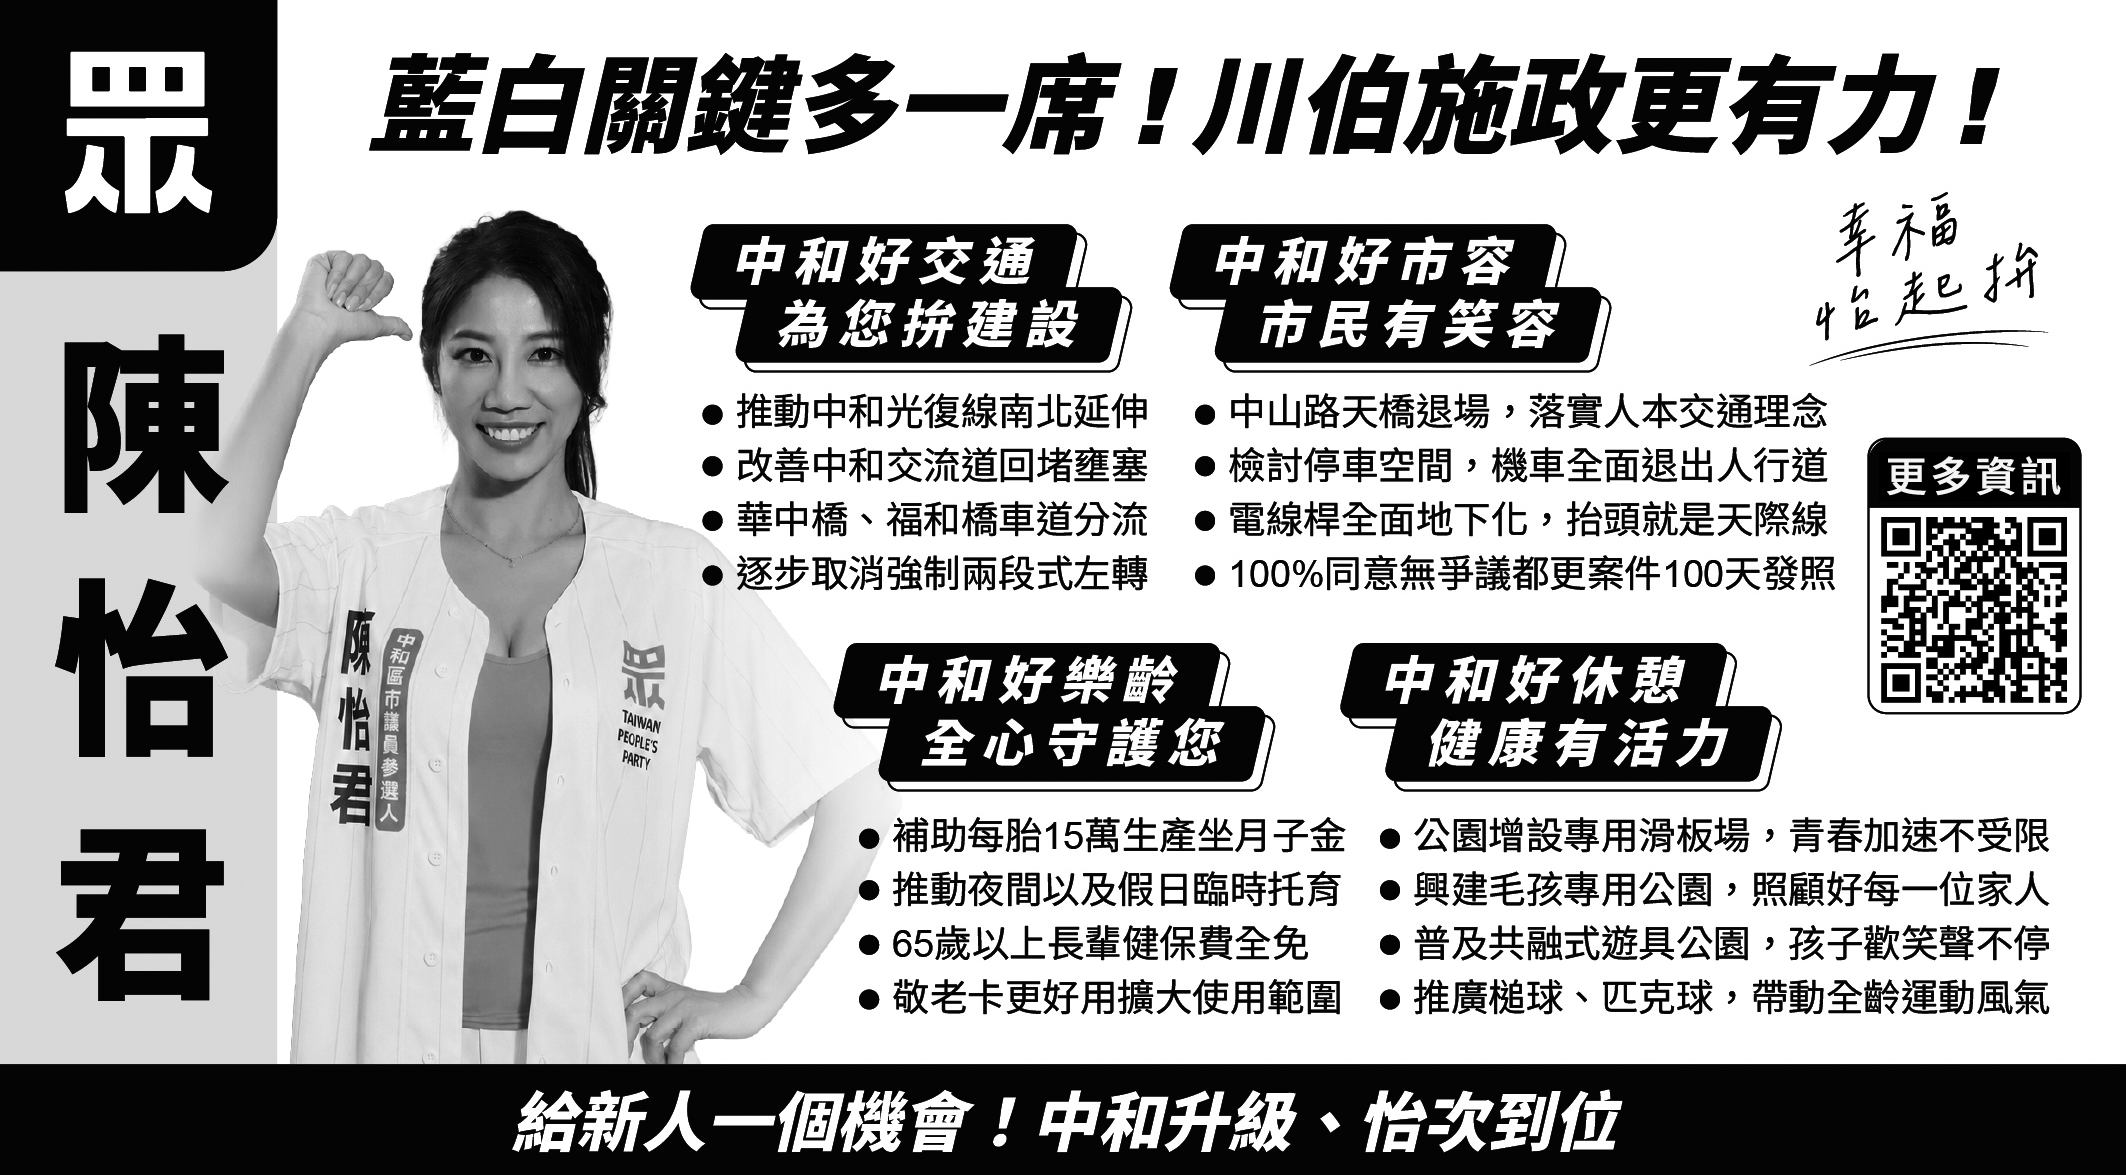 眾
陳怡君
藍白關鍵多一席！川伯施政更有力！
幸福
怡起拚
中和好交通
為您拚建設
● 推動中和光復線南北延伸
● 改善中和交流道回堵壅塞
● 華中橋、福和橋車道分流
● 逐步取消強制兩段式左轉
中和好市容
市民有笑容
● 中山路天橋退場，落實人本交通理念
● 檢討停車空間，機車全面退出人行道
● 電線桿全面地下化，抬頭就是天際線
● 100%同意無爭議都更案件100天發照
更多資訊
陳怡君
中和區市議員參選人
眾
TAIWAN
PEOPLE'S
PARTY
中和好樂齡
全心守護您
● 補助每胎15萬生產坐月子金
● 推動夜間以及假日臨時托育
● 65歲以上長輩健保費全免
● 敬老卡更好用擴大使用範圍
中和好休憩
健康有活力
● 公園增設專用滑板場，青春加速不受限
● 興建毛孩專用公園，照顧好每一位家人
● 普及共融式遊具公園，孩子歡笑聲不停
● 推廣槌球、匹克球，帶動全齡運動風氣
給新人一個機會！中和升級、怡次到位